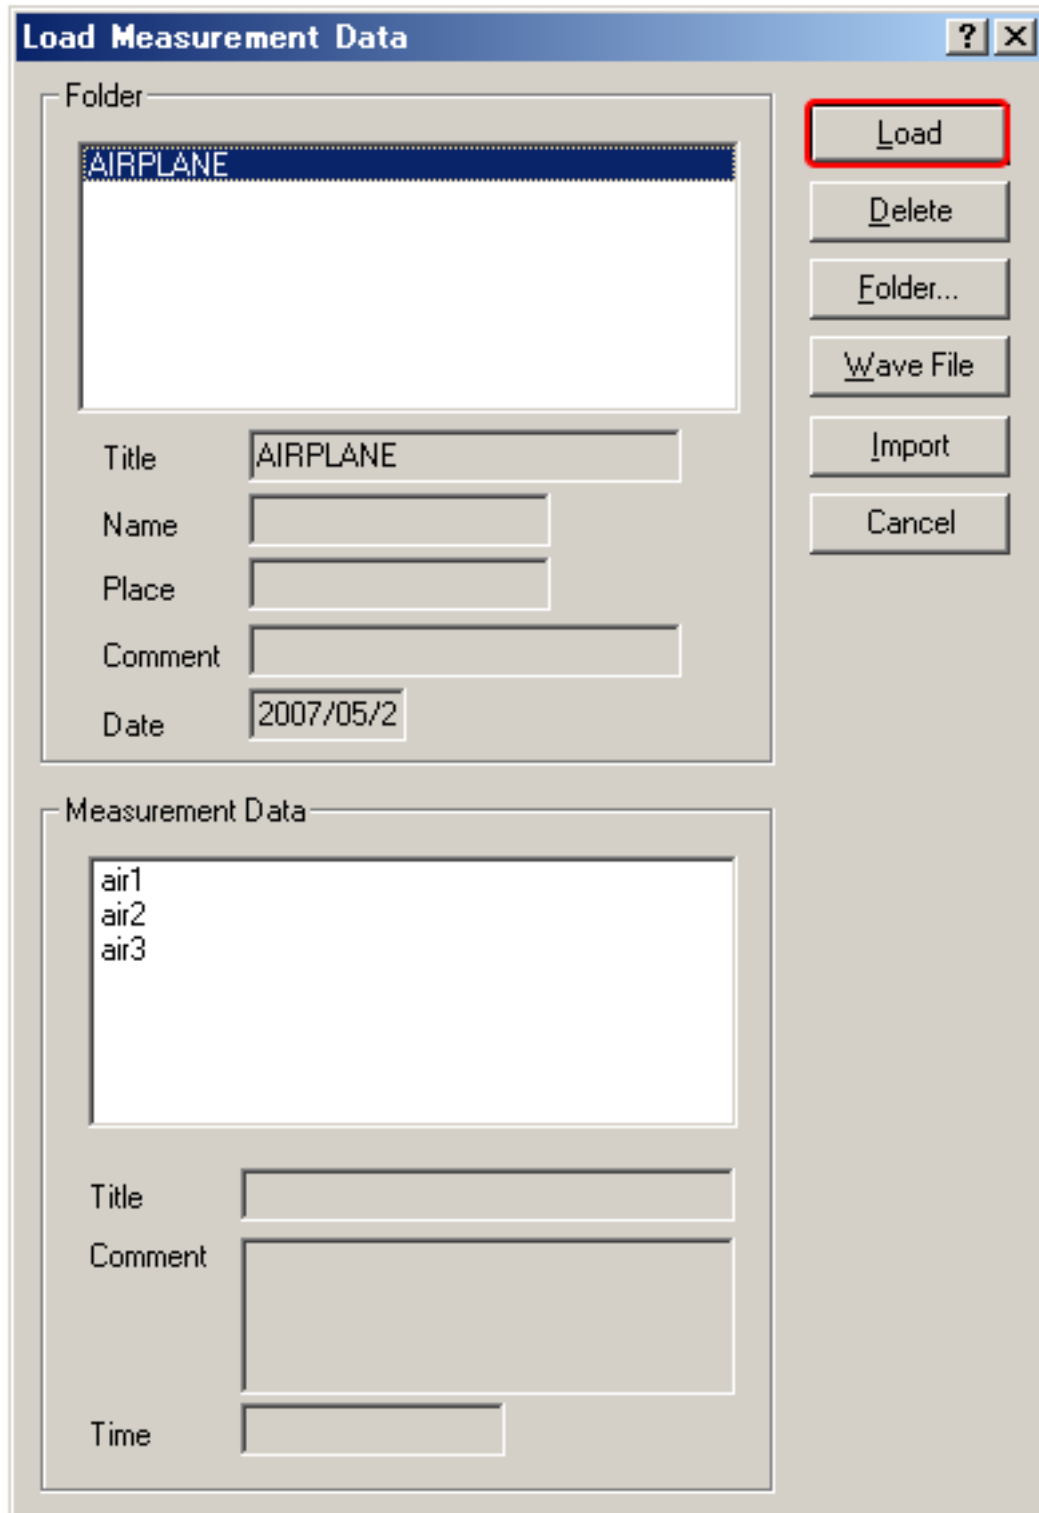 Load Measurement Data
Folder
AIRPLANE
Title
AIRPLANE
Name
Place
Comment
Date
2007/05/2
Load
Delete
Folder...
Wave File
Import
Cancel
Measurement Data
air1
air2
air3
Title
Comment
Time